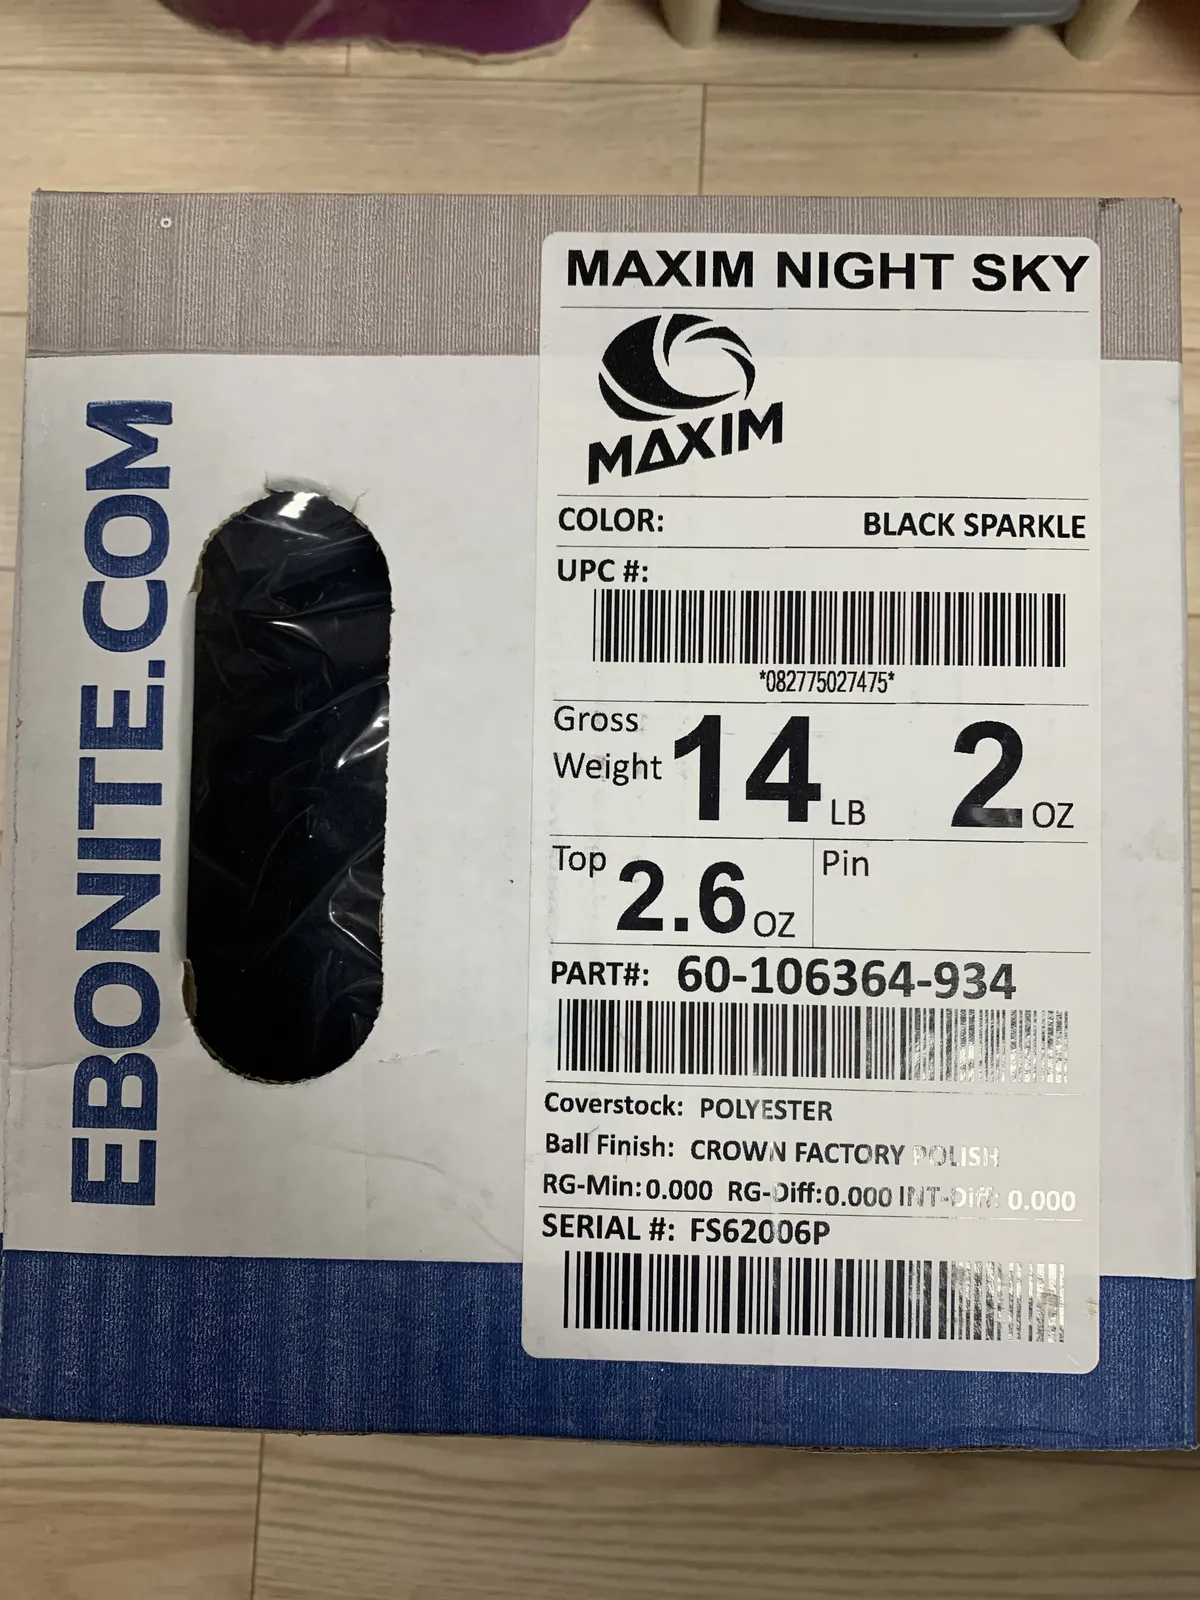 EBONITE.COM
MAXIM NIGHT SKY
MAXIM
COLOR: BLACK SPARKLE
UPC #:
*082775027475*
Gross
Weight 14 LB 2 OZ
Top 2.6 OZ Pin
PART#: 60-106364-934
Coverstock: POLYESTER
Ball Finish: CROWN FACTORY POLISH
RG-Min: 0.000 RG-Diff: 0.000 INT-Diff: 0.000
SERIAL #: FS62006P